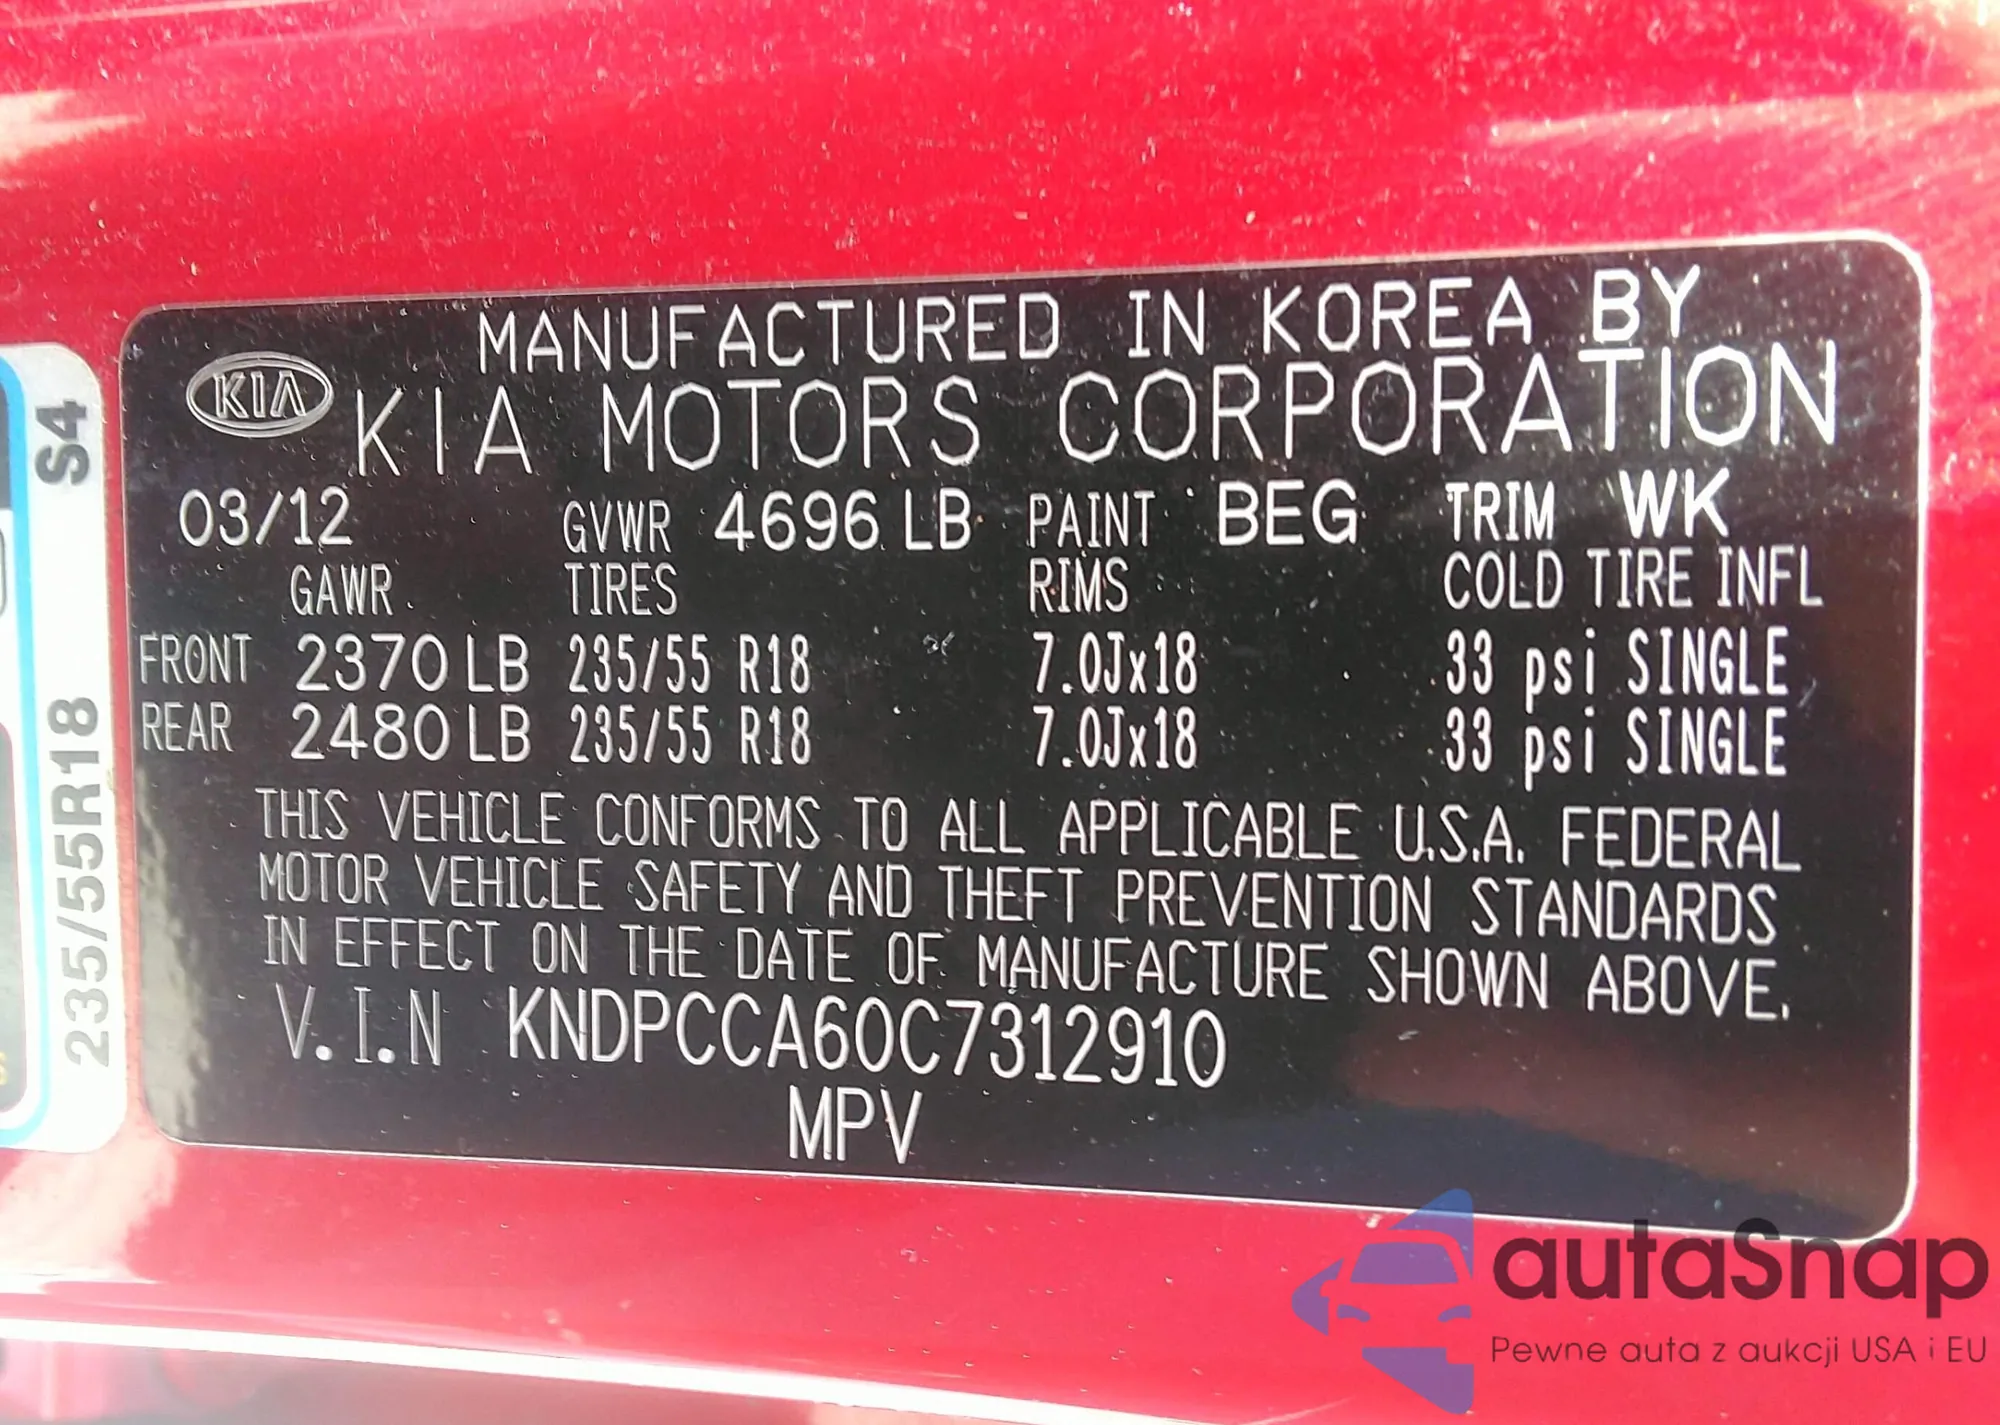 MANUFACTURED IN KOREA BY
KIA KIA MOTORS CORPORATION
03/12 GVWR 4696 LB PAINT BEG TRIM WK
GAWR TIRES RIMS COLD TIRE INFL
FRONT 2370 LB 235/55 R18 7.0Jx18 33 psi SINGLE
REAR 2480 LB 235/55 R18 7.0Jx18 33 psi SINGLE
THIS VEHICLE CONFORMS TO ALL APPLICABLE U.S.A. FEDERAL
MOTOR VEHICLE SAFETY AND THEFT PREVENTION STANDARDS
IN EFFECT ON THE DATE OF MANUFACTURE SHOWN ABOVE.
V.I.N KNDPCCA60C7312910
MPV
235/55R18 S4
autaSnap
Pewne auta z aukcji USA i EU